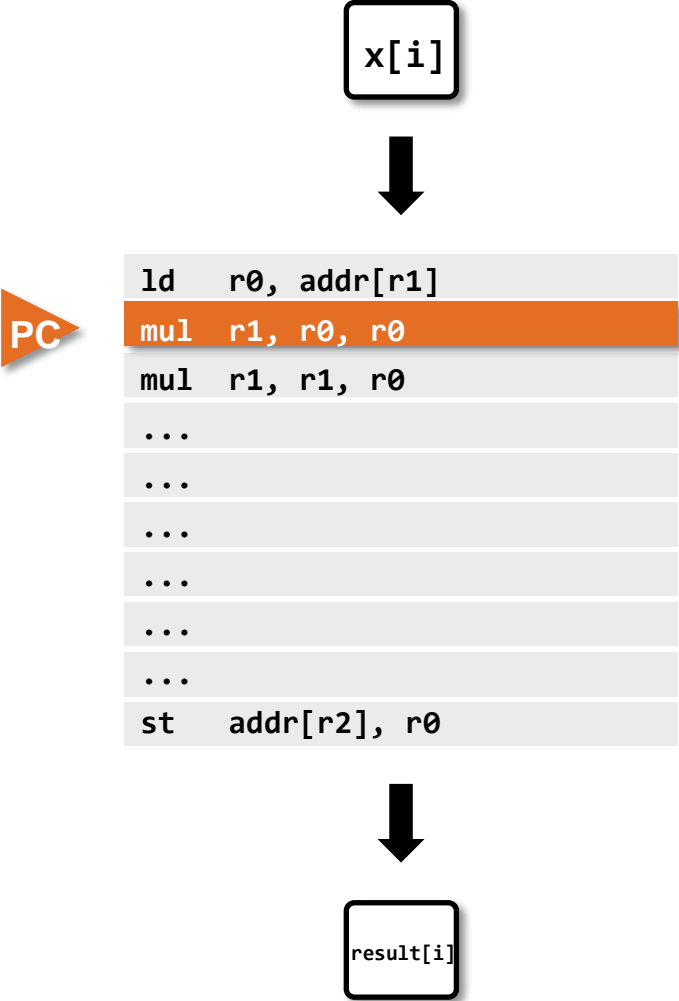 x[i]
ld r0, addr[r1]
PC
mul r1, r0, r0
mul r1, r1, r0
...
...
...
...
...
...
st addr[r2], r0
result[i]